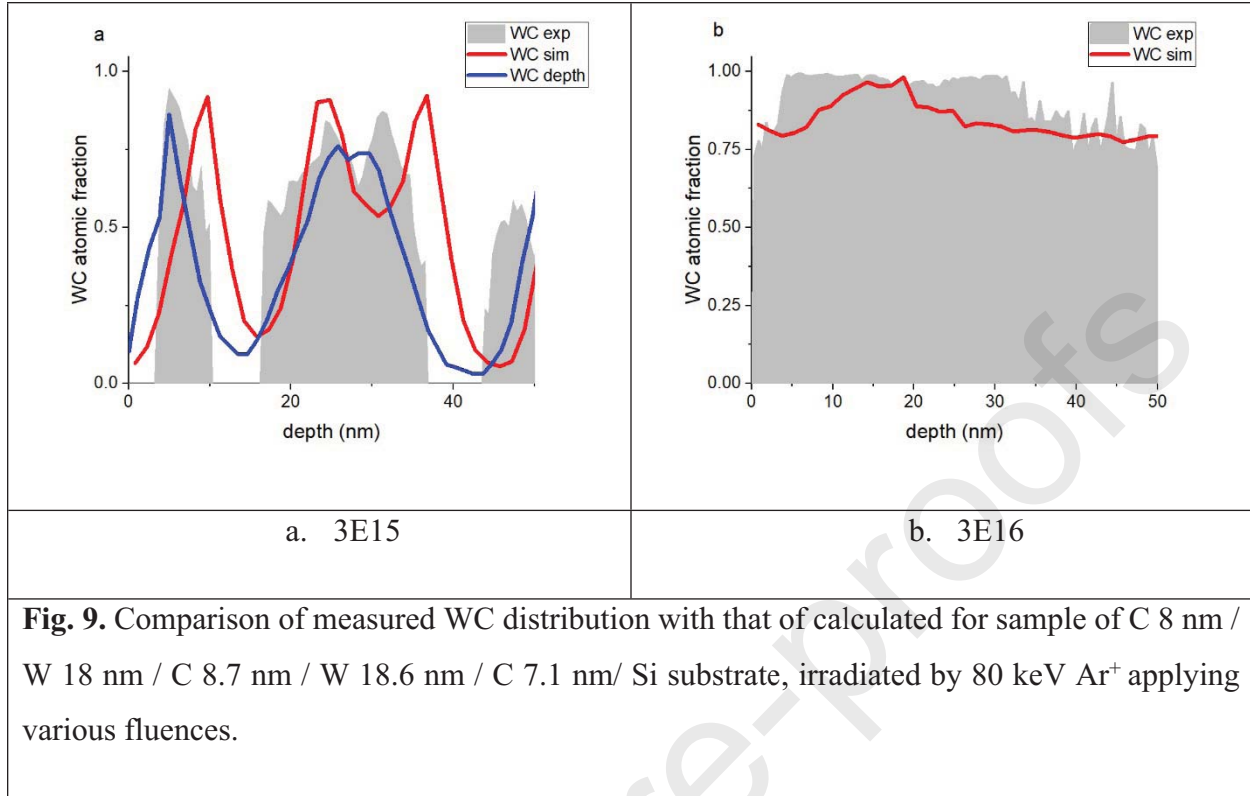 a
WC exp
WC sim
WC depth
1.0
0.5
0.0
WC atomic fraction
0
20
40
depth (nm)
b
WC exp
WC sim
1.00
0.75
0.50
0.25
0.00
WC atomic fraction
0
10
20
30
40
50
depth (nm)
a. 3E15
b. 3E16
Fig. 9. Comparison of measured WC distribution with that of calculated for sample of C 8 nm /
W 18 nm / C 8.7 nm / W 18.6 nm / C 7.1 nm/ Si substrate, irradiated by 80 keV Ar⁺ applying
various fluences.
e-proofs